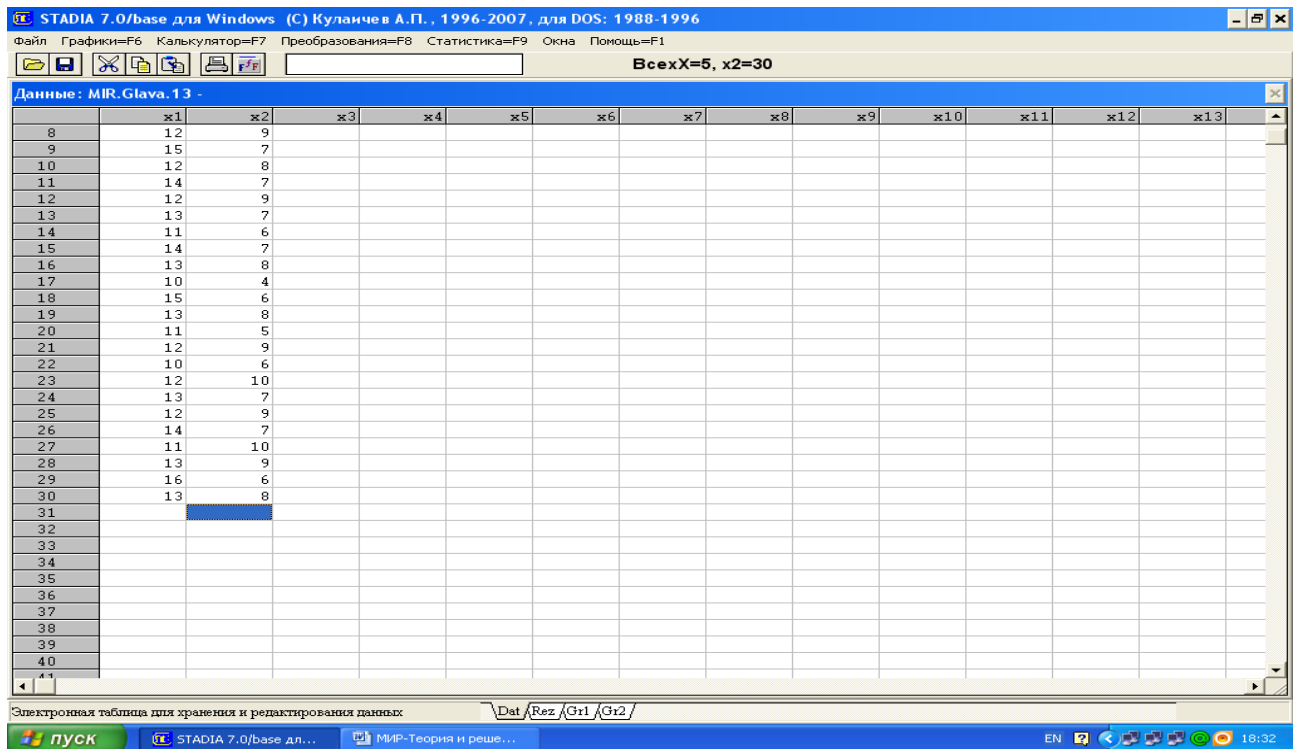 STADIA 7.0/base для Windows (C) Кулаичев А.П., 1996-2007, для DOS: 1988-1996
Файл Графики=F6 Калькулятор=F7 Преобразования=F8 Статистика=F9 Окна Помощь=F1
ВсехX=5, x2=30
Данные: MIR.Glava.13 -
x1 x2 x3 x4 x5 x6 x7 x8 x9 x10 x11 x12 x13
8 12 9
9 15 7
10 12 8
11 14 7
12 12 9
13 13 7
14 11 6
15 14 7
16 13 8
17 10 4
18 15 6
19 13 8
20 11 5
21 12 9
22 10 6
23 12 10
24 13 7
25 12 9
26 14 7
27 11 10
28 13 9
29 16 6
30 13 8
31
32
33
34
35
36
37
38
39
40
41
Электронная таблица для хранения и редактирования данных Dat Rez Gr1 Gr2
пуск STADIA 7.0/base дл... МИР-Теория и реше... EN 18:32